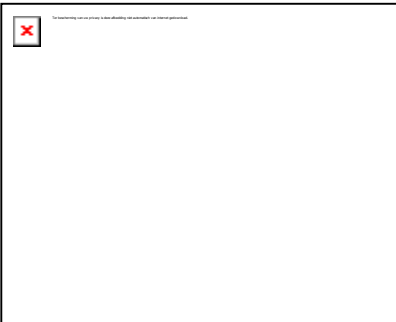 Ter bescherming van uw privacy is deze afbeelding niet automatisch van internet gedownload.